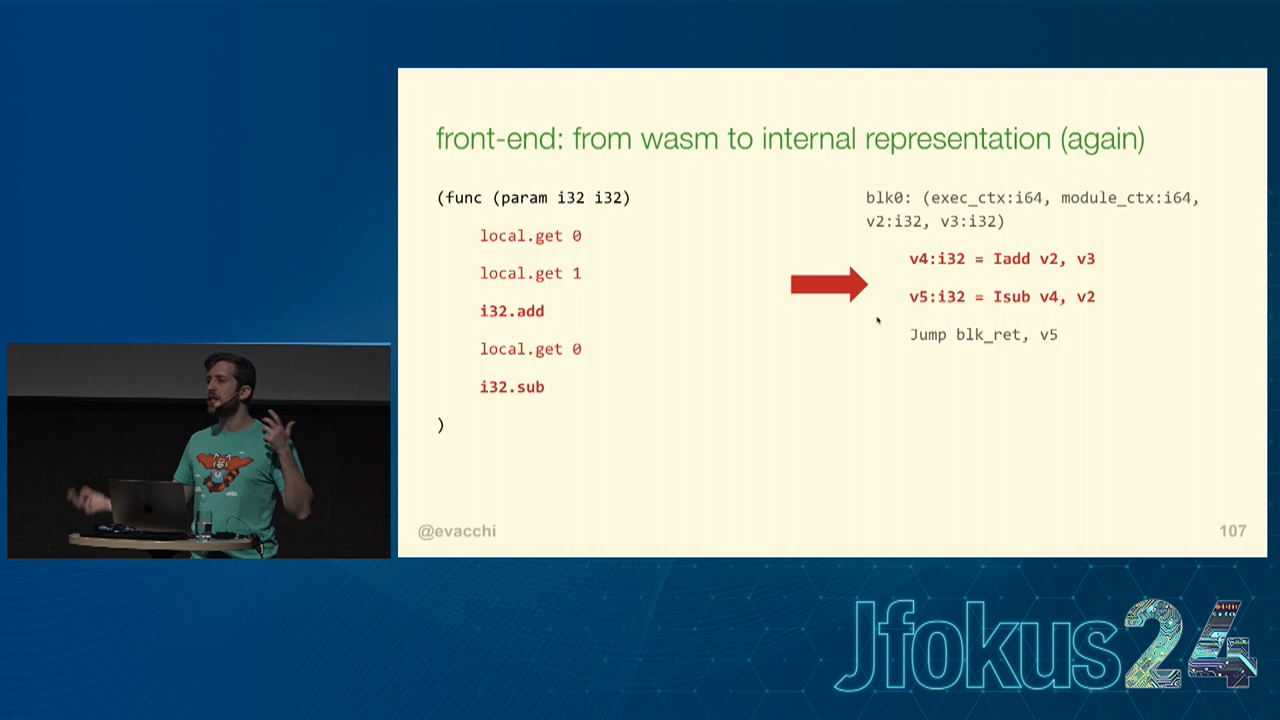 front-end: from wasm to internal representation (again)
(func (param i32 i32)
local.get 0
local.get 1
i32.add
local.get 0
i32.sub
)
blk0: (exec_ctx:i64, module_ctx:i64,
v2:i32, v3:i32)
v4:i32 = Iadd v2, v3
v5:i32 = Isub v4, v2
Jump blk_ret, v5
@evacchi
107
Jfokus24